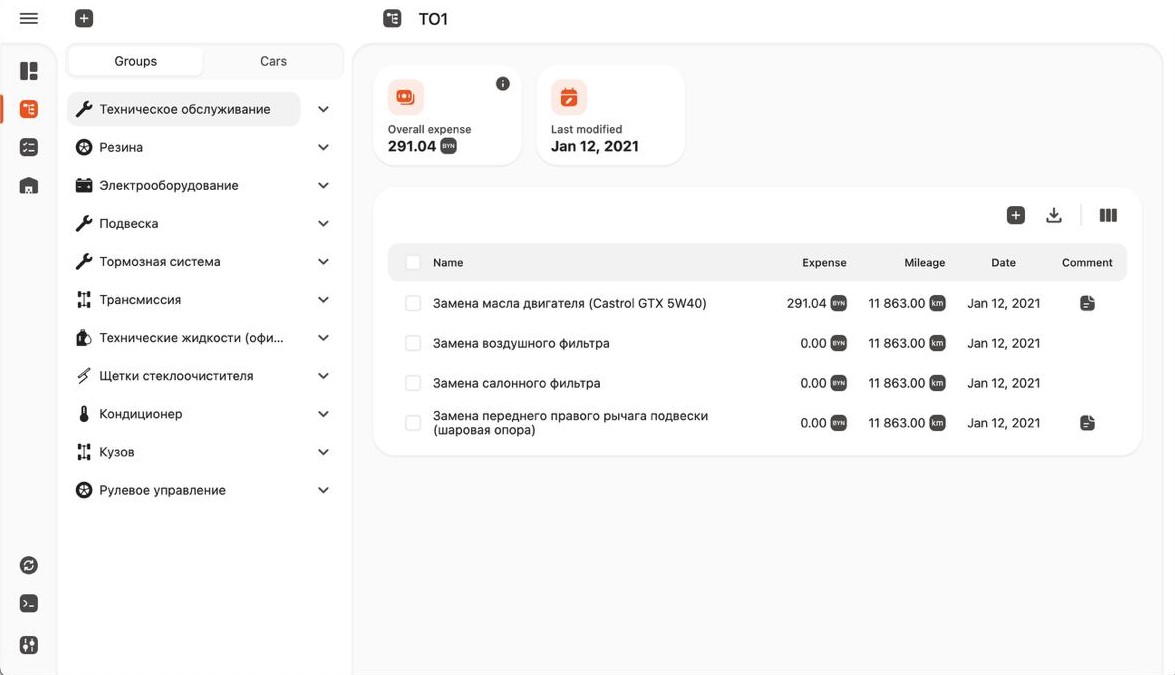 TO1
Groups
Cars
Техническое обслуживание
Резина
Электрооборудование
Подвеска
Тормозная система
Трансмиссия
Технические жидкости (офи...
Щетки стеклоочистителя
Кондиционер
Кузов
Рулевое управление
Overall expense
291.04 BYN
Last modified
Jan 12, 2021
Name Expense Mileage Date Comment
Замена масла двигателя (Castrol GTX 5W40) 291.04 BYN 11 863.00 km Jan 12, 2021
Замена воздушного фильтра 0.00 BYN 11 863.00 km Jan 12, 2021
Замена салонного фильтра 0.00 BYN 11 863.00 km Jan 12, 2021
Замена переднего правого рычага подвески
(шаровая опора) 0.00 BYN 11 863.00 km Jan 12, 2021